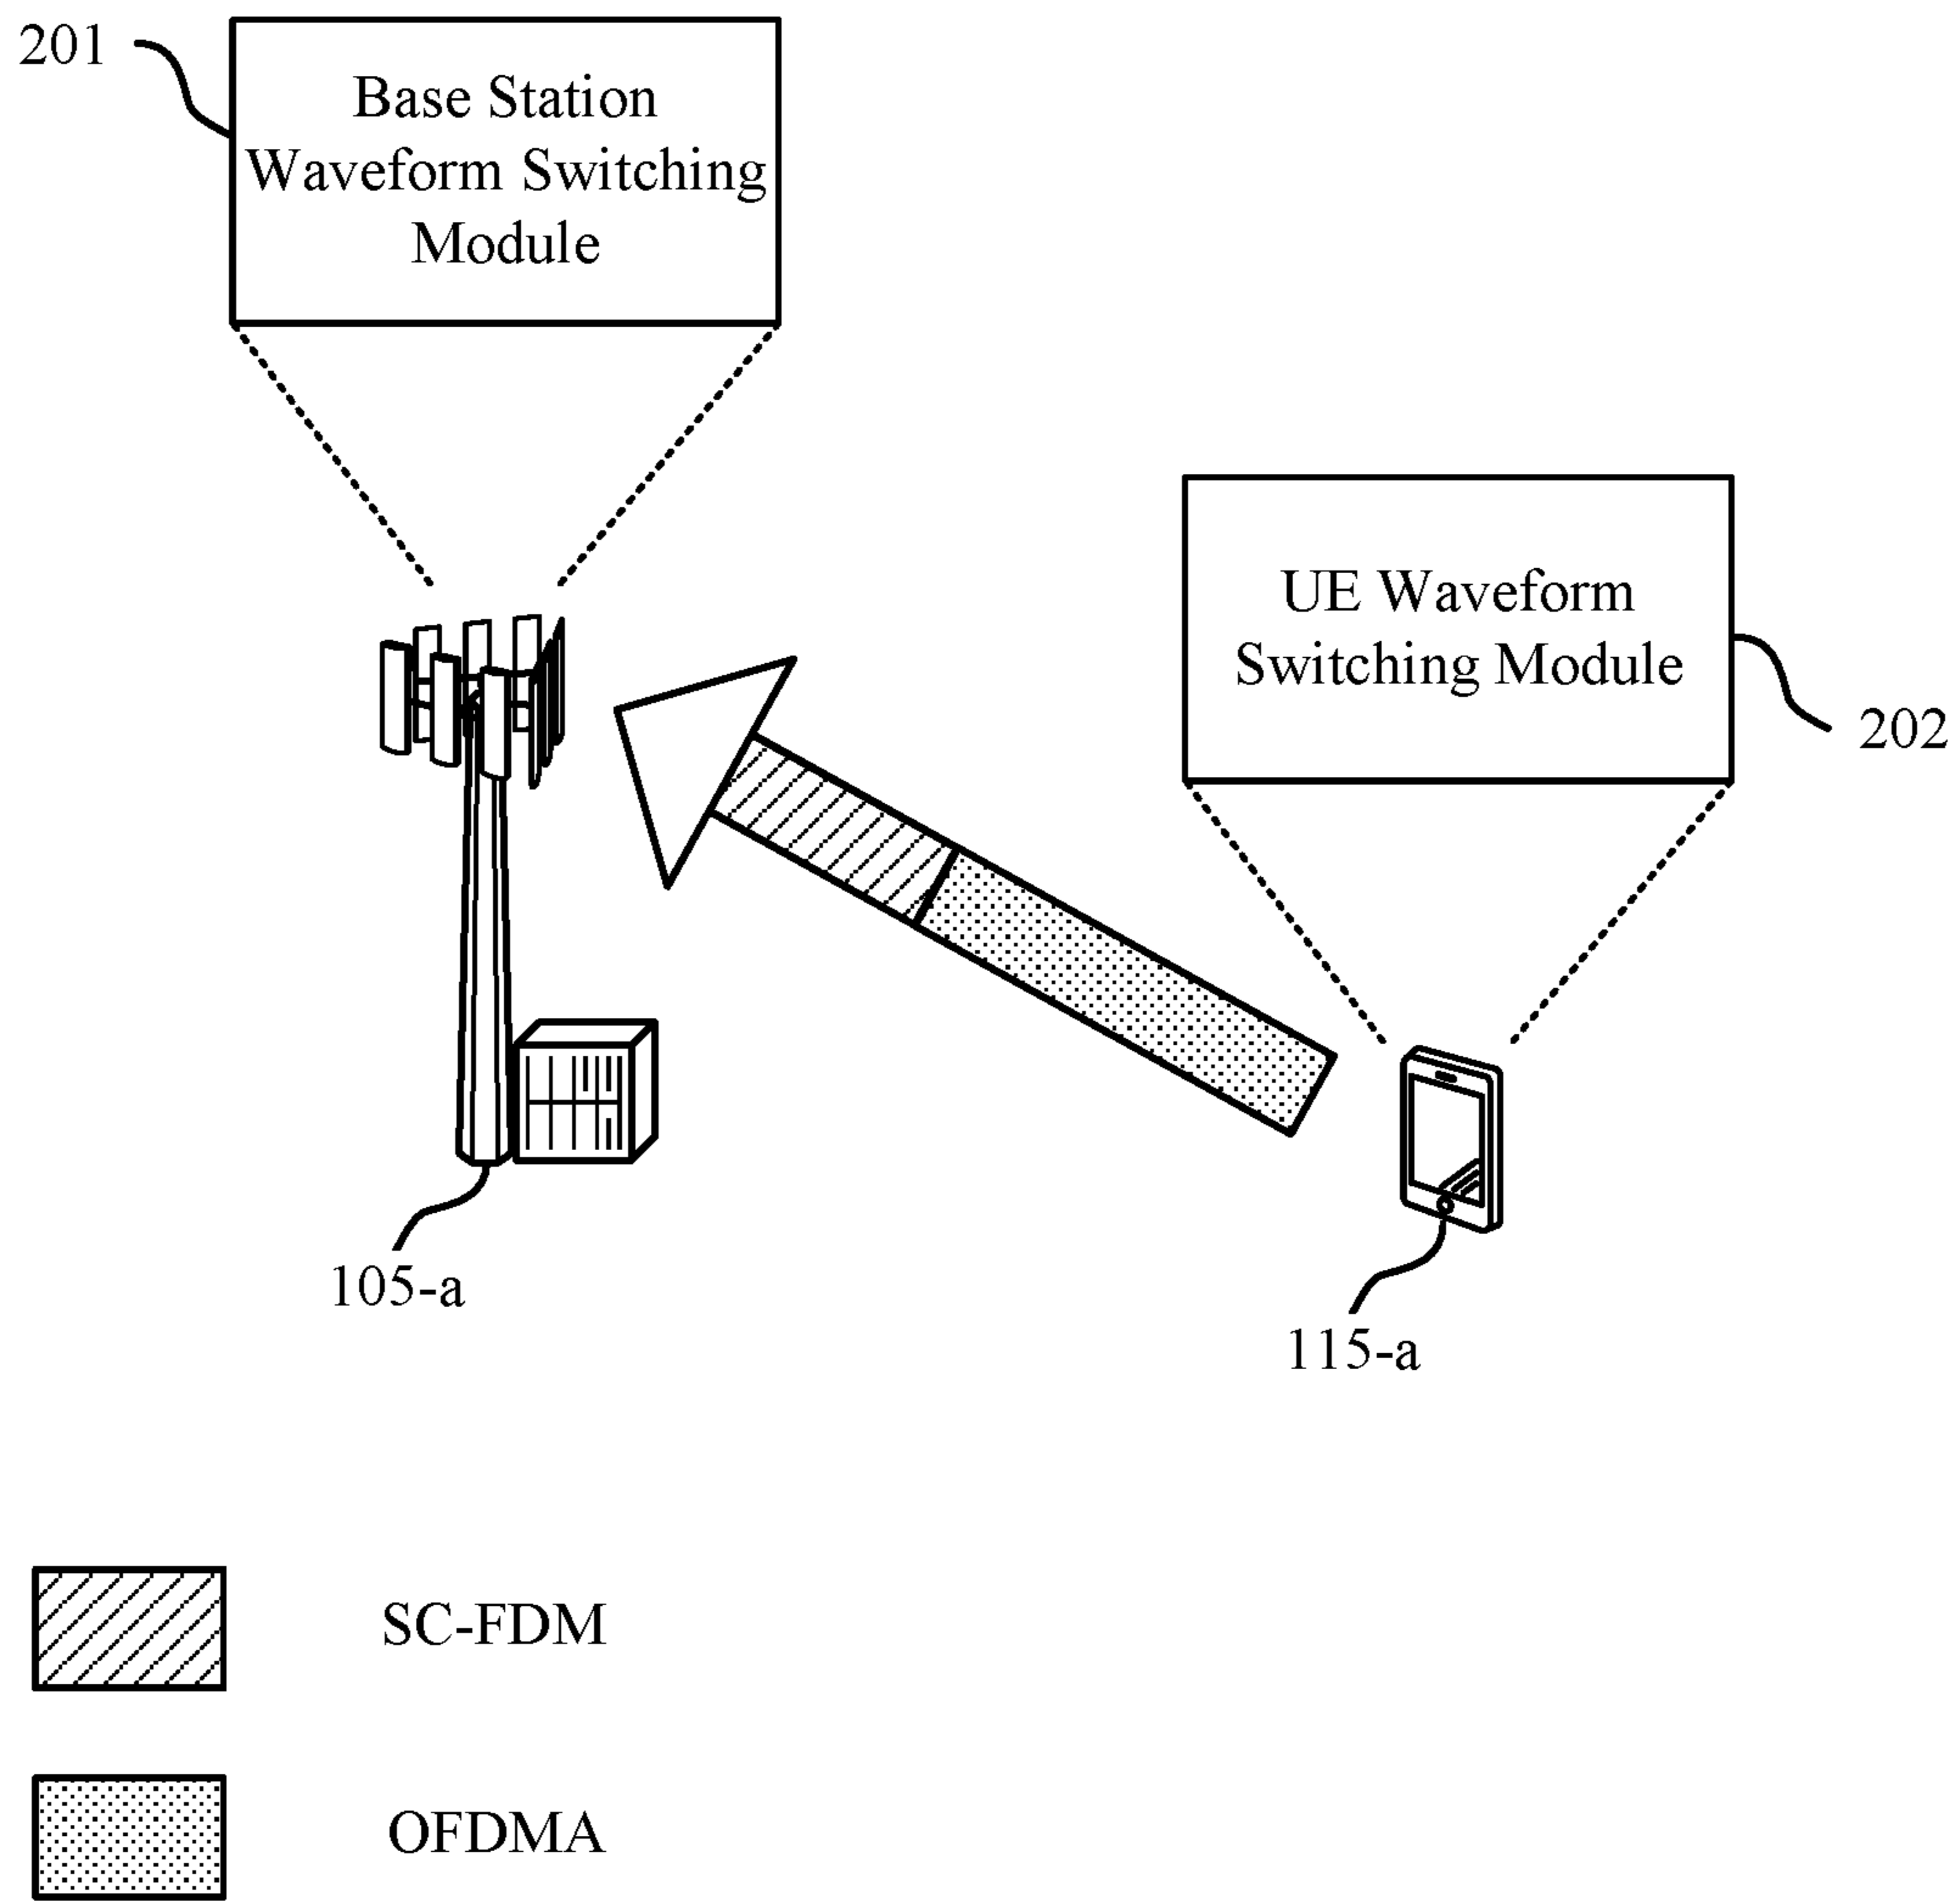 201
Base Station
Waveform Switching
Module
UE Waveform
Switching Module
202
105-a
115-a
SC-FDM
OFDMA